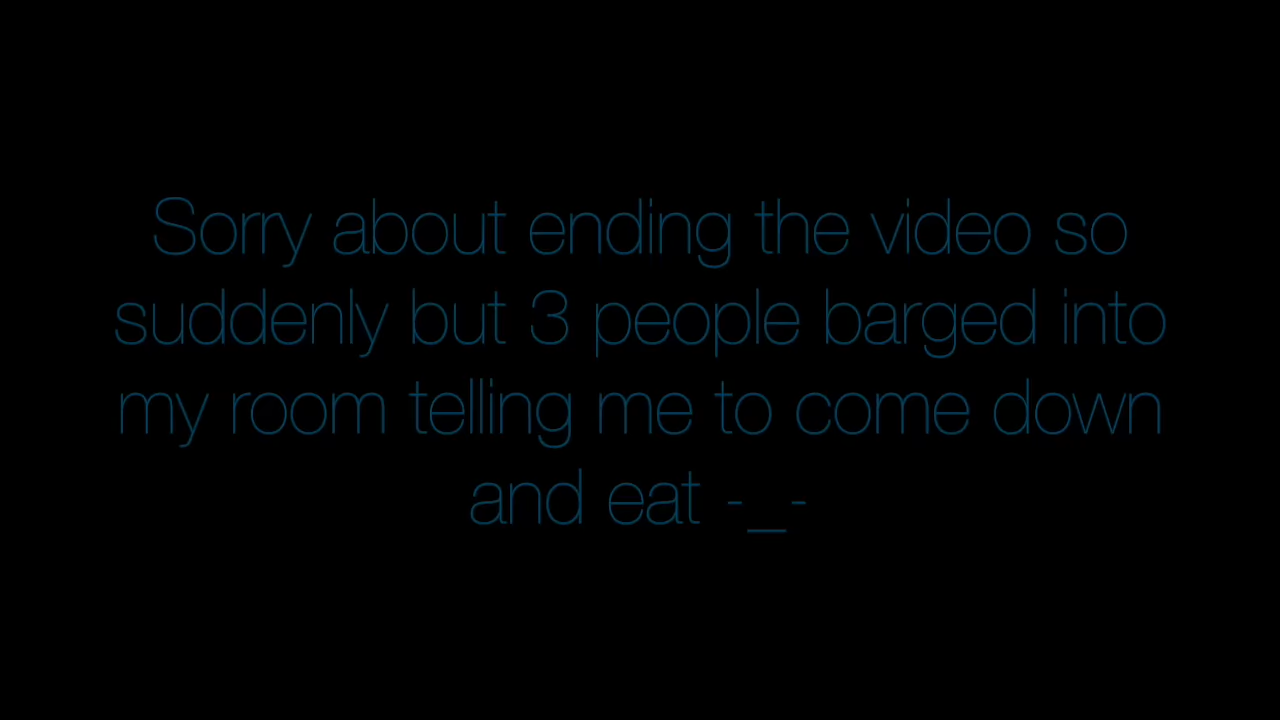 Sorry about ending the video so
suddenly but 3 people barged into
my room telling me to come down
and eat -_-